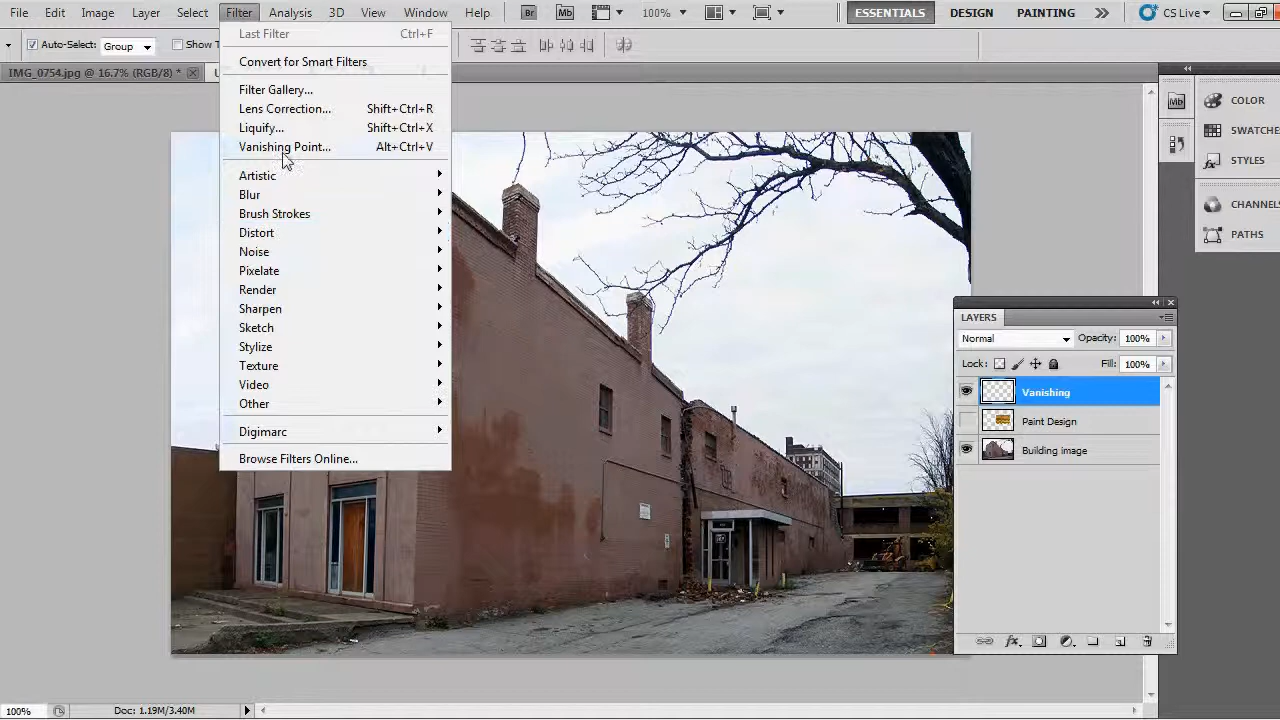 File Edit Image Layer Select Filter Analysis 3D View Window Help Br Mb 100% ESSENTIALS DESIGN PAINTING CS Live
Auto-Select: Group Show T
IMG_0754.jpg @ 16.7% (RGB/8) * U
Last Filter Ctrl+F
Convert for Smart Filters
Filter Gallery...
Lens Correction... Shift+Ctrl+R
Liquify... Shift+Ctrl+X
Vanishing Point... Alt+Ctrl+V
Artistic
Blur
Brush Strokes
Distort
Noise
Pixelate
Render
Sharpen
Sketch
Stylize
Texture
Video
Other
Digimarc
Browse Filters Online...
Mb COLOR
SWATCHES
STYLES
CHANNELS
PATHS
LAYERS
Normal Opacity: 100%
Lock: Fill: 100%
Vanishing
Paint Design
Building image
100% Doc: 1.19M/3.40M